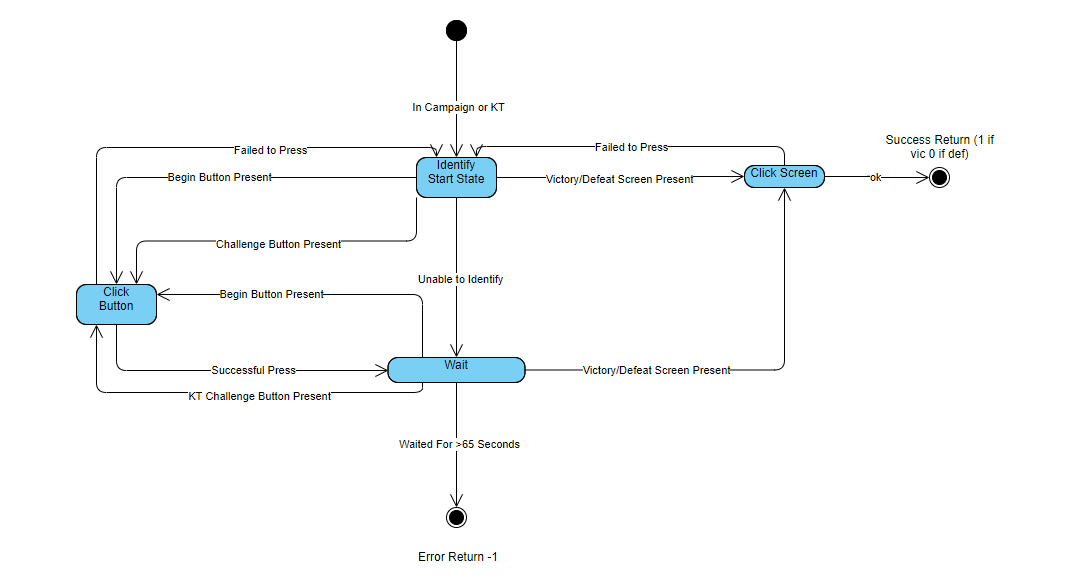 In Campaign or KT
Success Return (1 if
vic 0 if def)
Failed to Press
Failed to Press
Identify
Start State
Begin Button Present
Victory/Defeat Screen Present
Click Screen
ok
Challenge Button Present
Unable to Identify
Click
Button
Begin Button Present
Wait
Successful Press
Victory/Defeat Screen Present
KT Challenge Button Present
Waited For >65 Seconds
Error Return -1